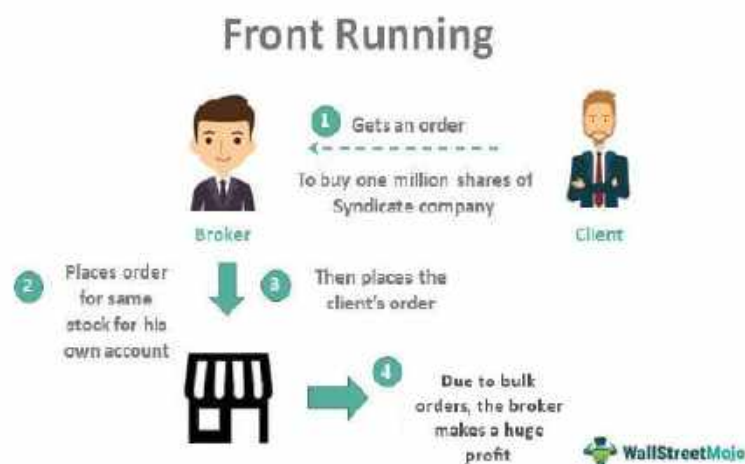 Front Running
1 Gets an order
To buy one million shares of
Syndicate company
Broker
Client
2 Places order
for same
stock for his
own account
3 Then places the
client's order
4 Due to bulk
orders, the broker
makes a huge
profit
WallStreetMojo